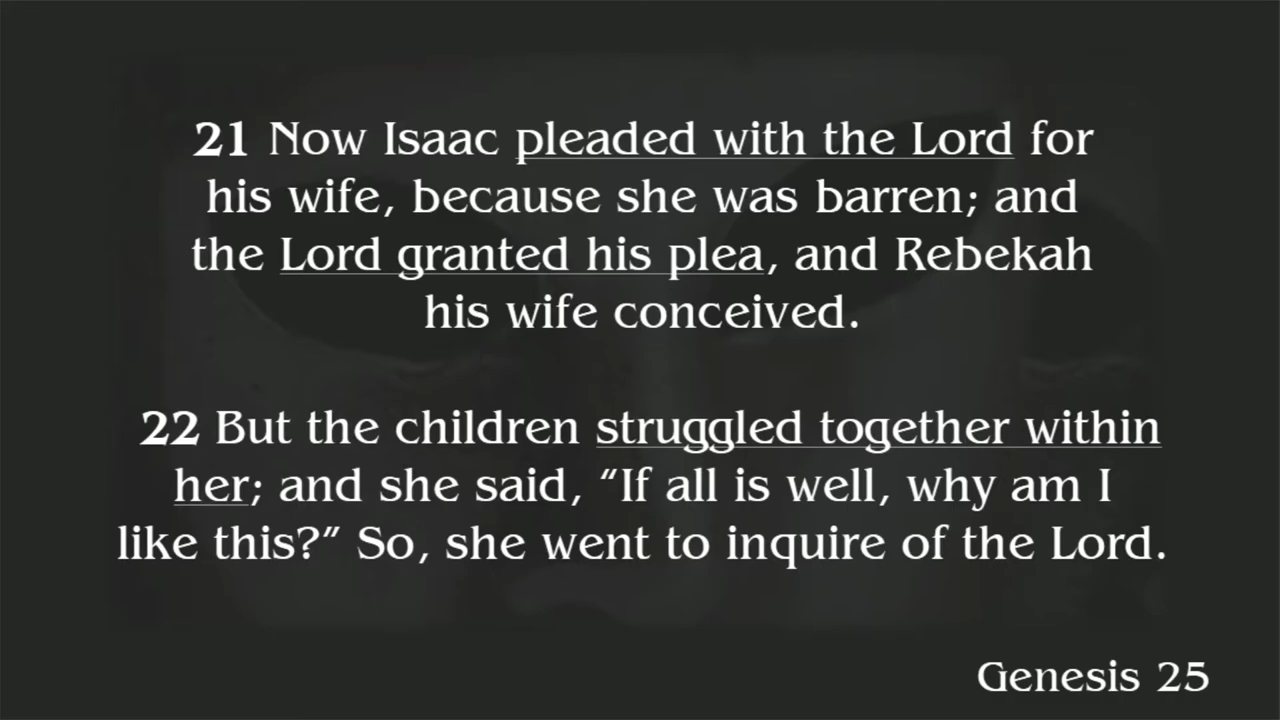 21 Now Isaac pleaded with the Lord for
his wife, because she was barren; and
the Lord granted his plea, and Rebekah
his wife conceived.
22 But the children struggled together within
her; and she said, “If all is well, why am I
like this?” So, she went to inquire of the Lord.
Genesis 25